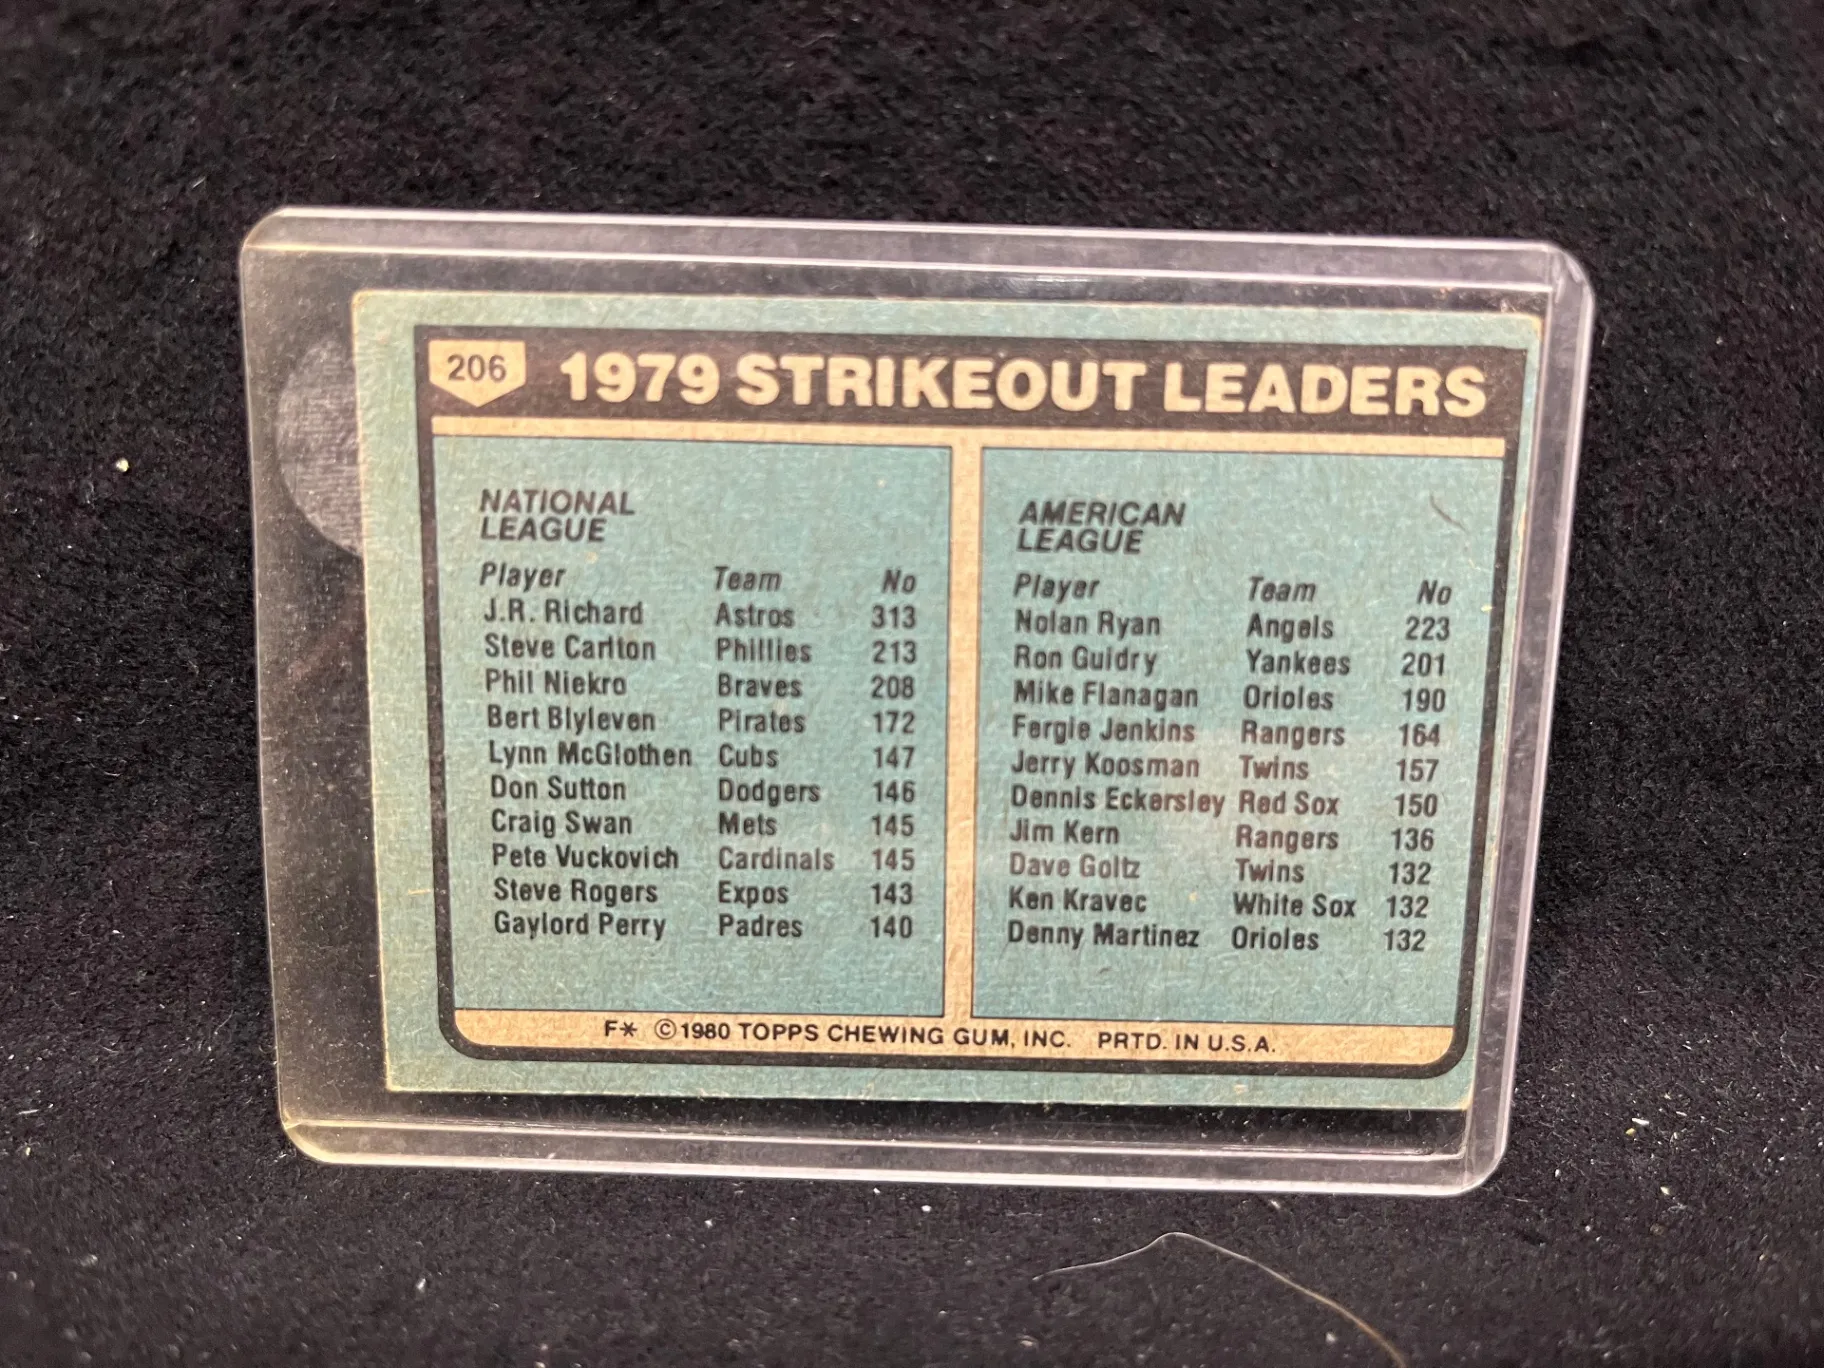 206 1979 STRIKEOUT LEADERS
NATIONAL
LEAGUE
Player Team No
J.R. Richard Astros 313
Steve Carlton Phillies 213
Phil Niekro Braves 208
Bert Blyleven Pirates 172
Lynn McGlothen Cubs 147
Don Sutton Dodgers 146
Craig Swan Mets 145
Pete Vuckovich Cardinals 145
Steve Rogers Expos 143
Gaylord Perry Padres 140
AMERICAN
LEAGUE
Player Team No
Nolan Ryan Angels 223
Ron Guidry Yankees 201
Mike Flanagan Orioles 190
Fergie Jenkins Rangers 164
Jerry Koosman Twins 157
Dennis Eckersley Red Sox 150
Jim Kern Rangers 136
Dave Goltz Twins 132
Ken Kravec White Sox 132
Denny Martinez Orioles 132
F* ©1980 TOPPS CHEWING GUM, INC. PRTD. IN U.S.A.